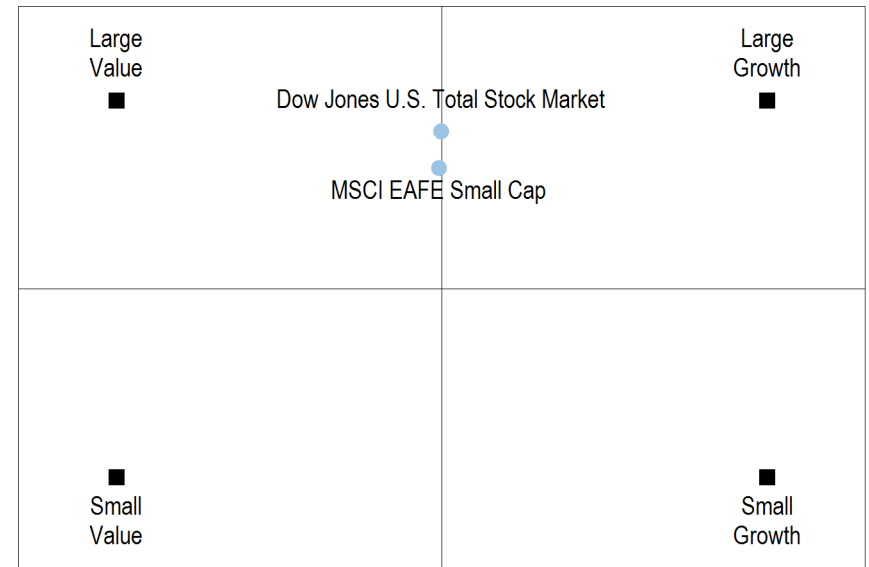 Large
Value
Large
Growth
Dow Jones U.S. Total Stock Market
MSCI EAFE Small Cap
Small
Value
Small
Growth